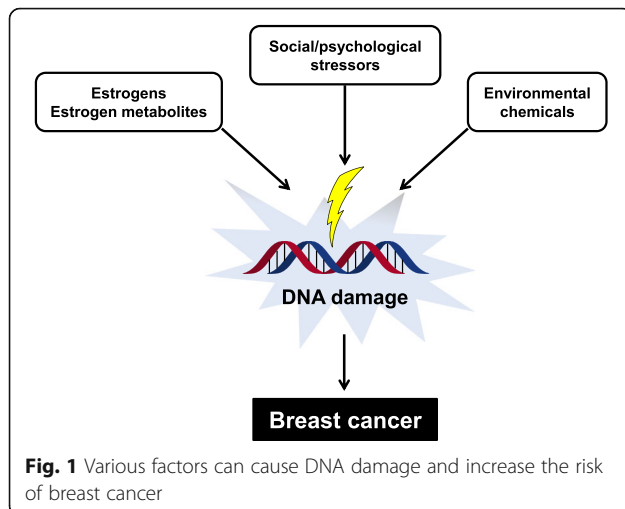 Social/psychological
stressors
Estrogens
Estrogen metabolites
Environmental
chemicals
DNA damage
Breast cancer
Fig. 1 Various factors can cause DNA damage and increase the risk
of breast cancer